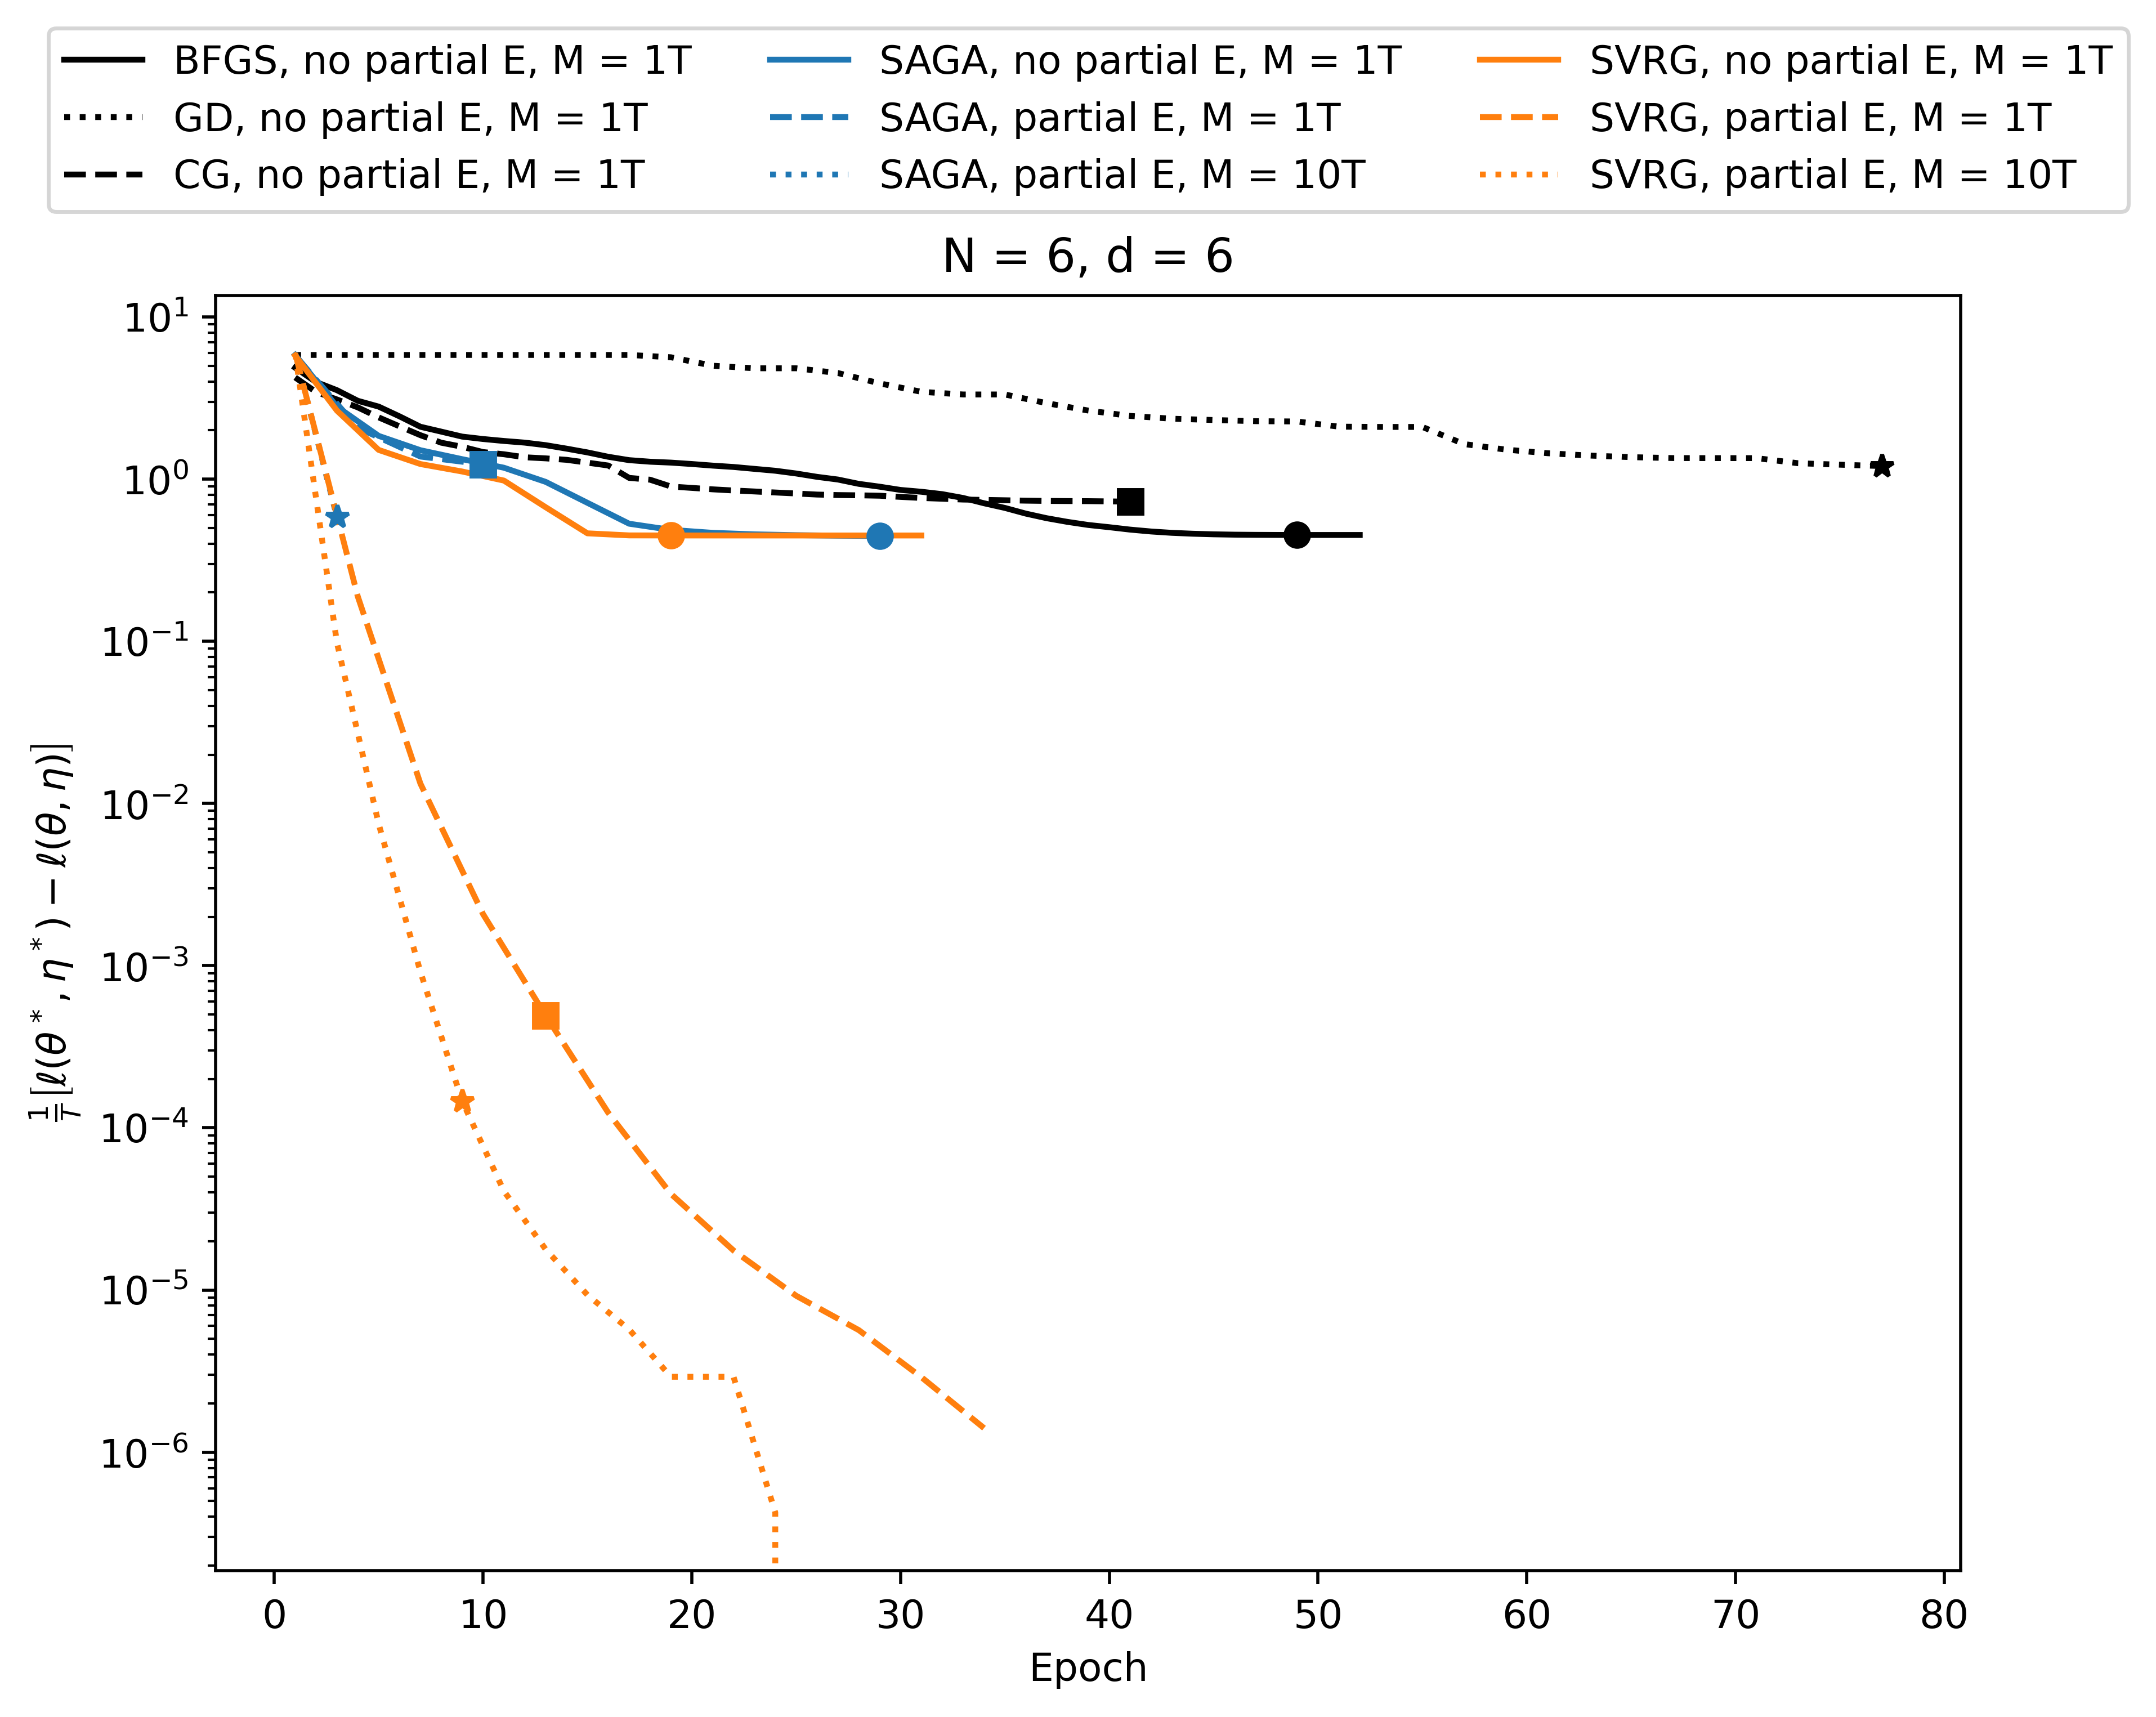 BFGS, no partial E, M = 1T
GD, no partial E, M = 1T
CG, no partial E, M = 1T
SAGA, no partial E, M = 1T
SAGA, partial E, M = 1T
SAGA, partial E, M = 10T
SVRG, no partial E, M = 1T
SVRG, partial E, M = 1T
SVRG, partial E, M = 10T
N = 6, d = 6
10¹
10⁰
10⁻¹
10⁻²
10⁻³
10⁻⁴
10⁻⁵
10⁻⁶
1/T [ℓ(θ*, η*) − ℓ(θ, η)]
0 10 20 30 40 50 60 70 80
Epoch